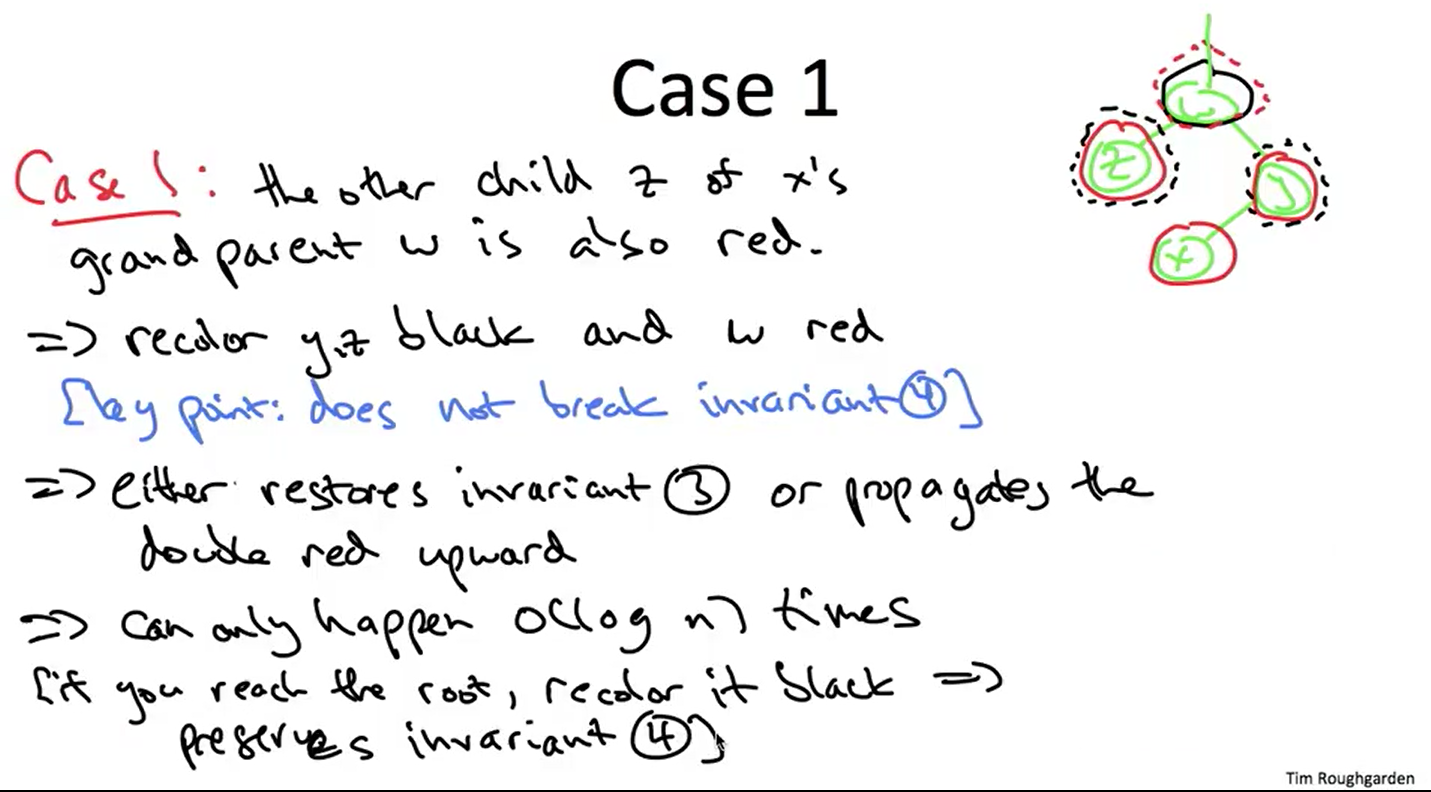 Case 1
Case 1: the other child z of x's
grandparent w is also red.
=> recolor y,z black and w red
[key point: does not break invariant ④]
=> either restores invariant ③ or propagates the
double red upward
=> can only happen O(log n) times
[if you reach the root, recolor it black =>
preserves invariant ④]
w
z
y
x
Tim Roughgarden